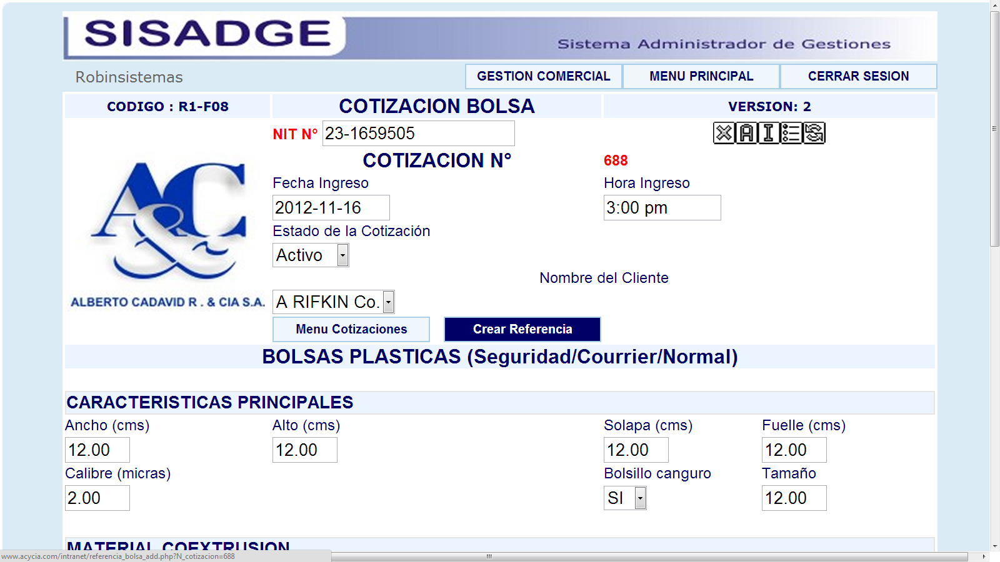 SISADGE
Sistema Administrador de Gestiones
Robinsistemas
GESTION COMERCIAL MENU PRINCIPAL CERRAR SESION
CODIGO : R1-F08 COTIZACION BOLSA VERSION: 2
NIT N° 23-1659505
X A I
COTIZACION N° 688
Fecha Ingreso Hora Ingreso
2012-11-16 3:00 pm
Estado de la Cotización
Activo
Nombre del Cliente
A RIFKIN Co.
A&C
ALBERTO CADAVID R . & CIA S.A.
Menu Cotizaciones Crear Referencia
BOLSAS PLASTICAS (Seguridad/Courrier/Normal)
CARACTERISTICAS PRINCIPALES
Ancho (cms) Alto (cms) Solapa (cms) Fuelle (cms)
12.00 12.00 12.00 12.00
Calibre (micras) Bolsillo canguro Tamaño
2.00 SI 12.00
MATERIAL COEXTRUSION
www.acycia.com/intranet/referencia_bolsa_add.php?N_cotizacion=688